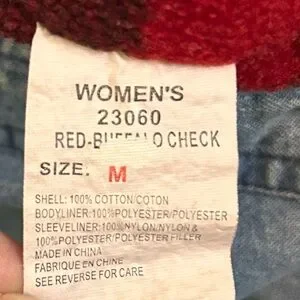 WOMEN'S
23060
RED-BUFFALO CHECK
SIZE. M
SHELL: 100% COTTON/COTON
BODYLINER:100%POLYESTER/POLYESTER
SLEEVELINER:100%NYLON/NYLON &
100%POLYESTER/POLYESTER FILLER
MADE IN CHINA
FABRIQUE EN CHINE
SEE REVERSE FOR CARE